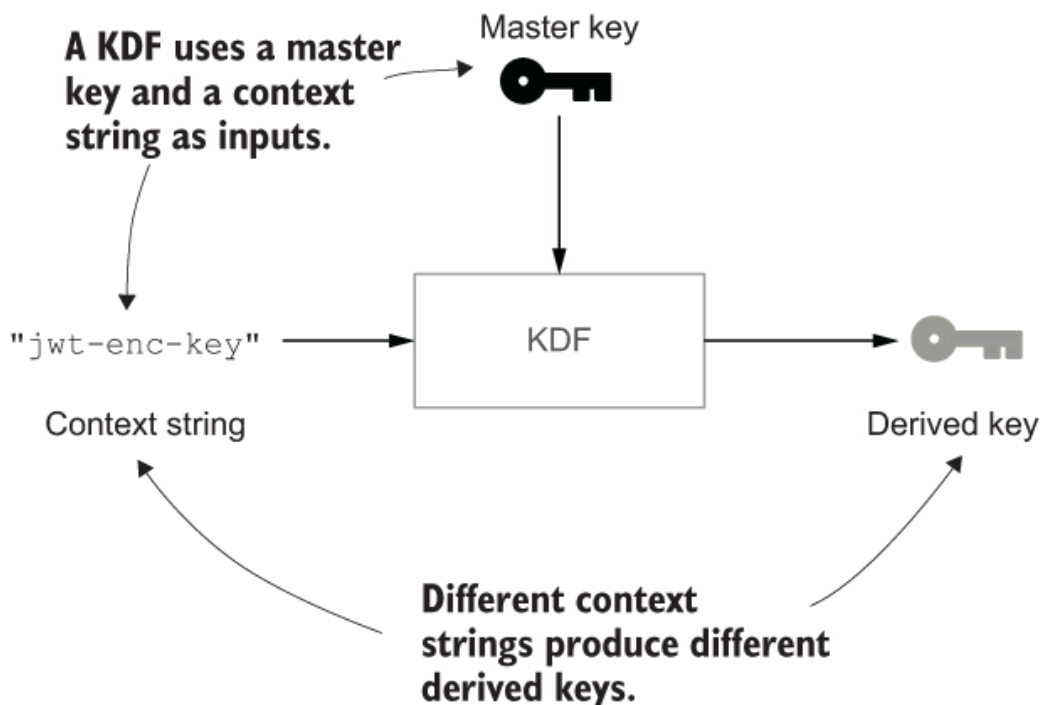 Master key
A KDF uses a master
key and a context
string as inputs.
"jwt-enc-key"
KDF
Context string
Derived key
Different context
strings produce different
derived keys.